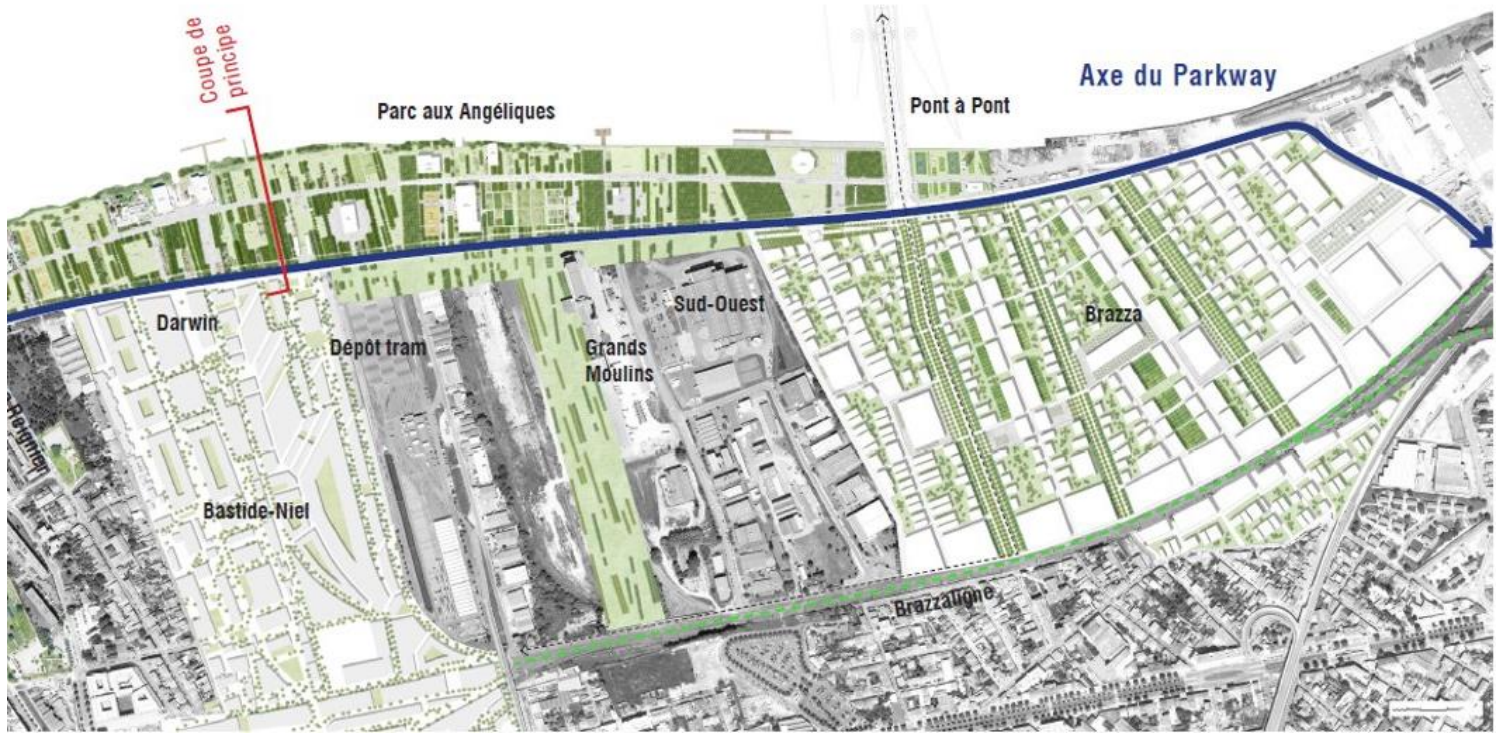 Coupe de
principe
Parc aux Angéliques
Pont à Pont
Axe du Parkway
Darwin
Dépôt tram
Grands
Moulins
Sud-Ouest
Brazza
Reignier
Bastide-Niel
Brazzaligne